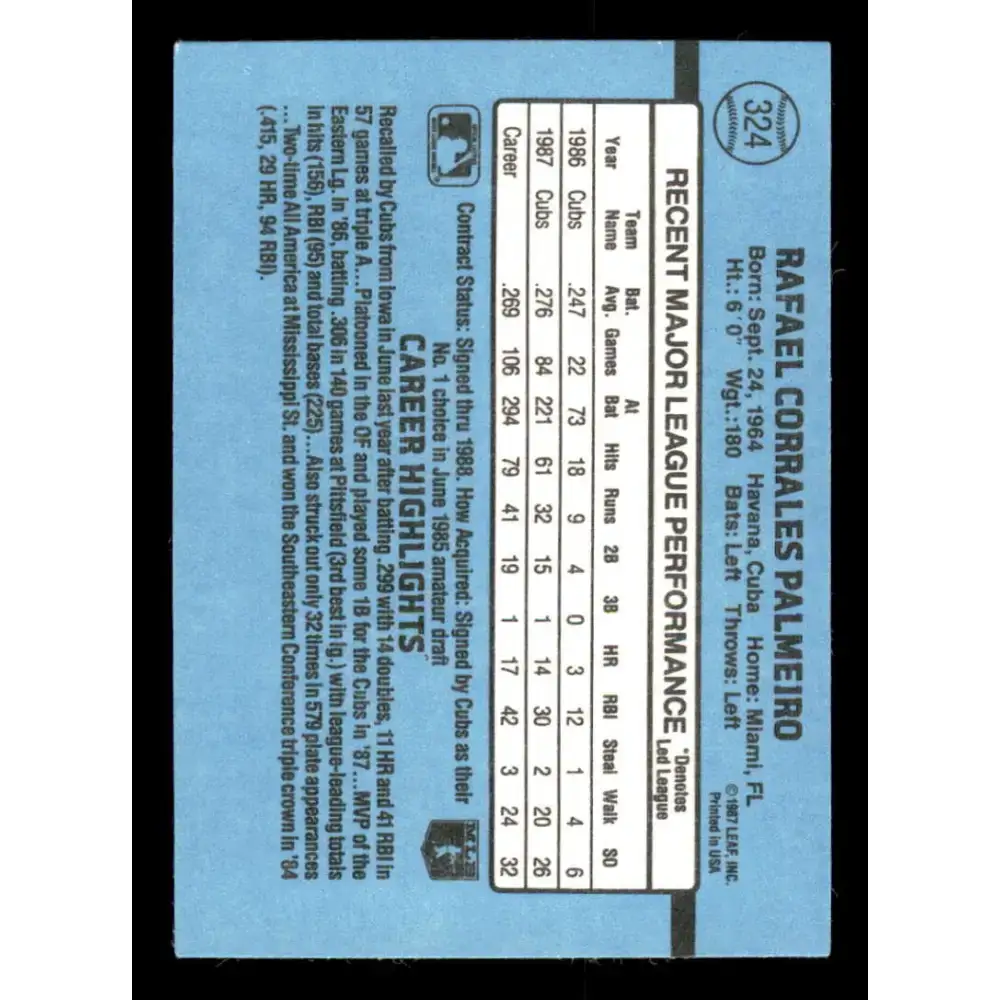 324
RAFAEL CORRALES PALMEIRO
Born: Sept. 24, 1964 Havana, Cuba Home: Miami, FL
Ht.: 6'0" Wgt.:180 Bats: Left Throws: Left
©1987 LEAF, INC.
Printed in USA
RECENT MAJOR LEAGUE PERFORMANCE *Denotes Led League
Year Team Name Bat. Avg. Games At Bat Hits Runs 2B 3B HR RBI Steal Walk SO
1986 Cubs .247 22 73 18 9 4 0 3 12 1 4 6
1987 Cubs .276 84 221 61 32 15 1 14 30 2 20 26
Career .269 106 294 79 41 19 1 17 42 3 24 32
Contract Status: Signed thru 1988. How Acquired: Signed by Cubs as their
No. 1 choice in June 1985 amateur draft
MLB
CAREER HIGHLIGHTS
Recalled by Cubs from Iowa in June last year after batting .299 with 14 doubles, 11 HR and 41 RBI in
57 games at triple A...Platooned in the OF and played some 1B for the Cubs in '87...MVP of the
Eastern Lg. in '86, batting .306 in 140 games at Pittsfield (3rd best in lg.) with league-leading totals
in hits (156), RBI (95) and total bases (225)...Also struck out only 32 times in 579 plate appearances
...Two-time All America at Mississippi St. and won the Southeastern Conference triple crown in '84
(.415, 29 HR, 94 RBI).